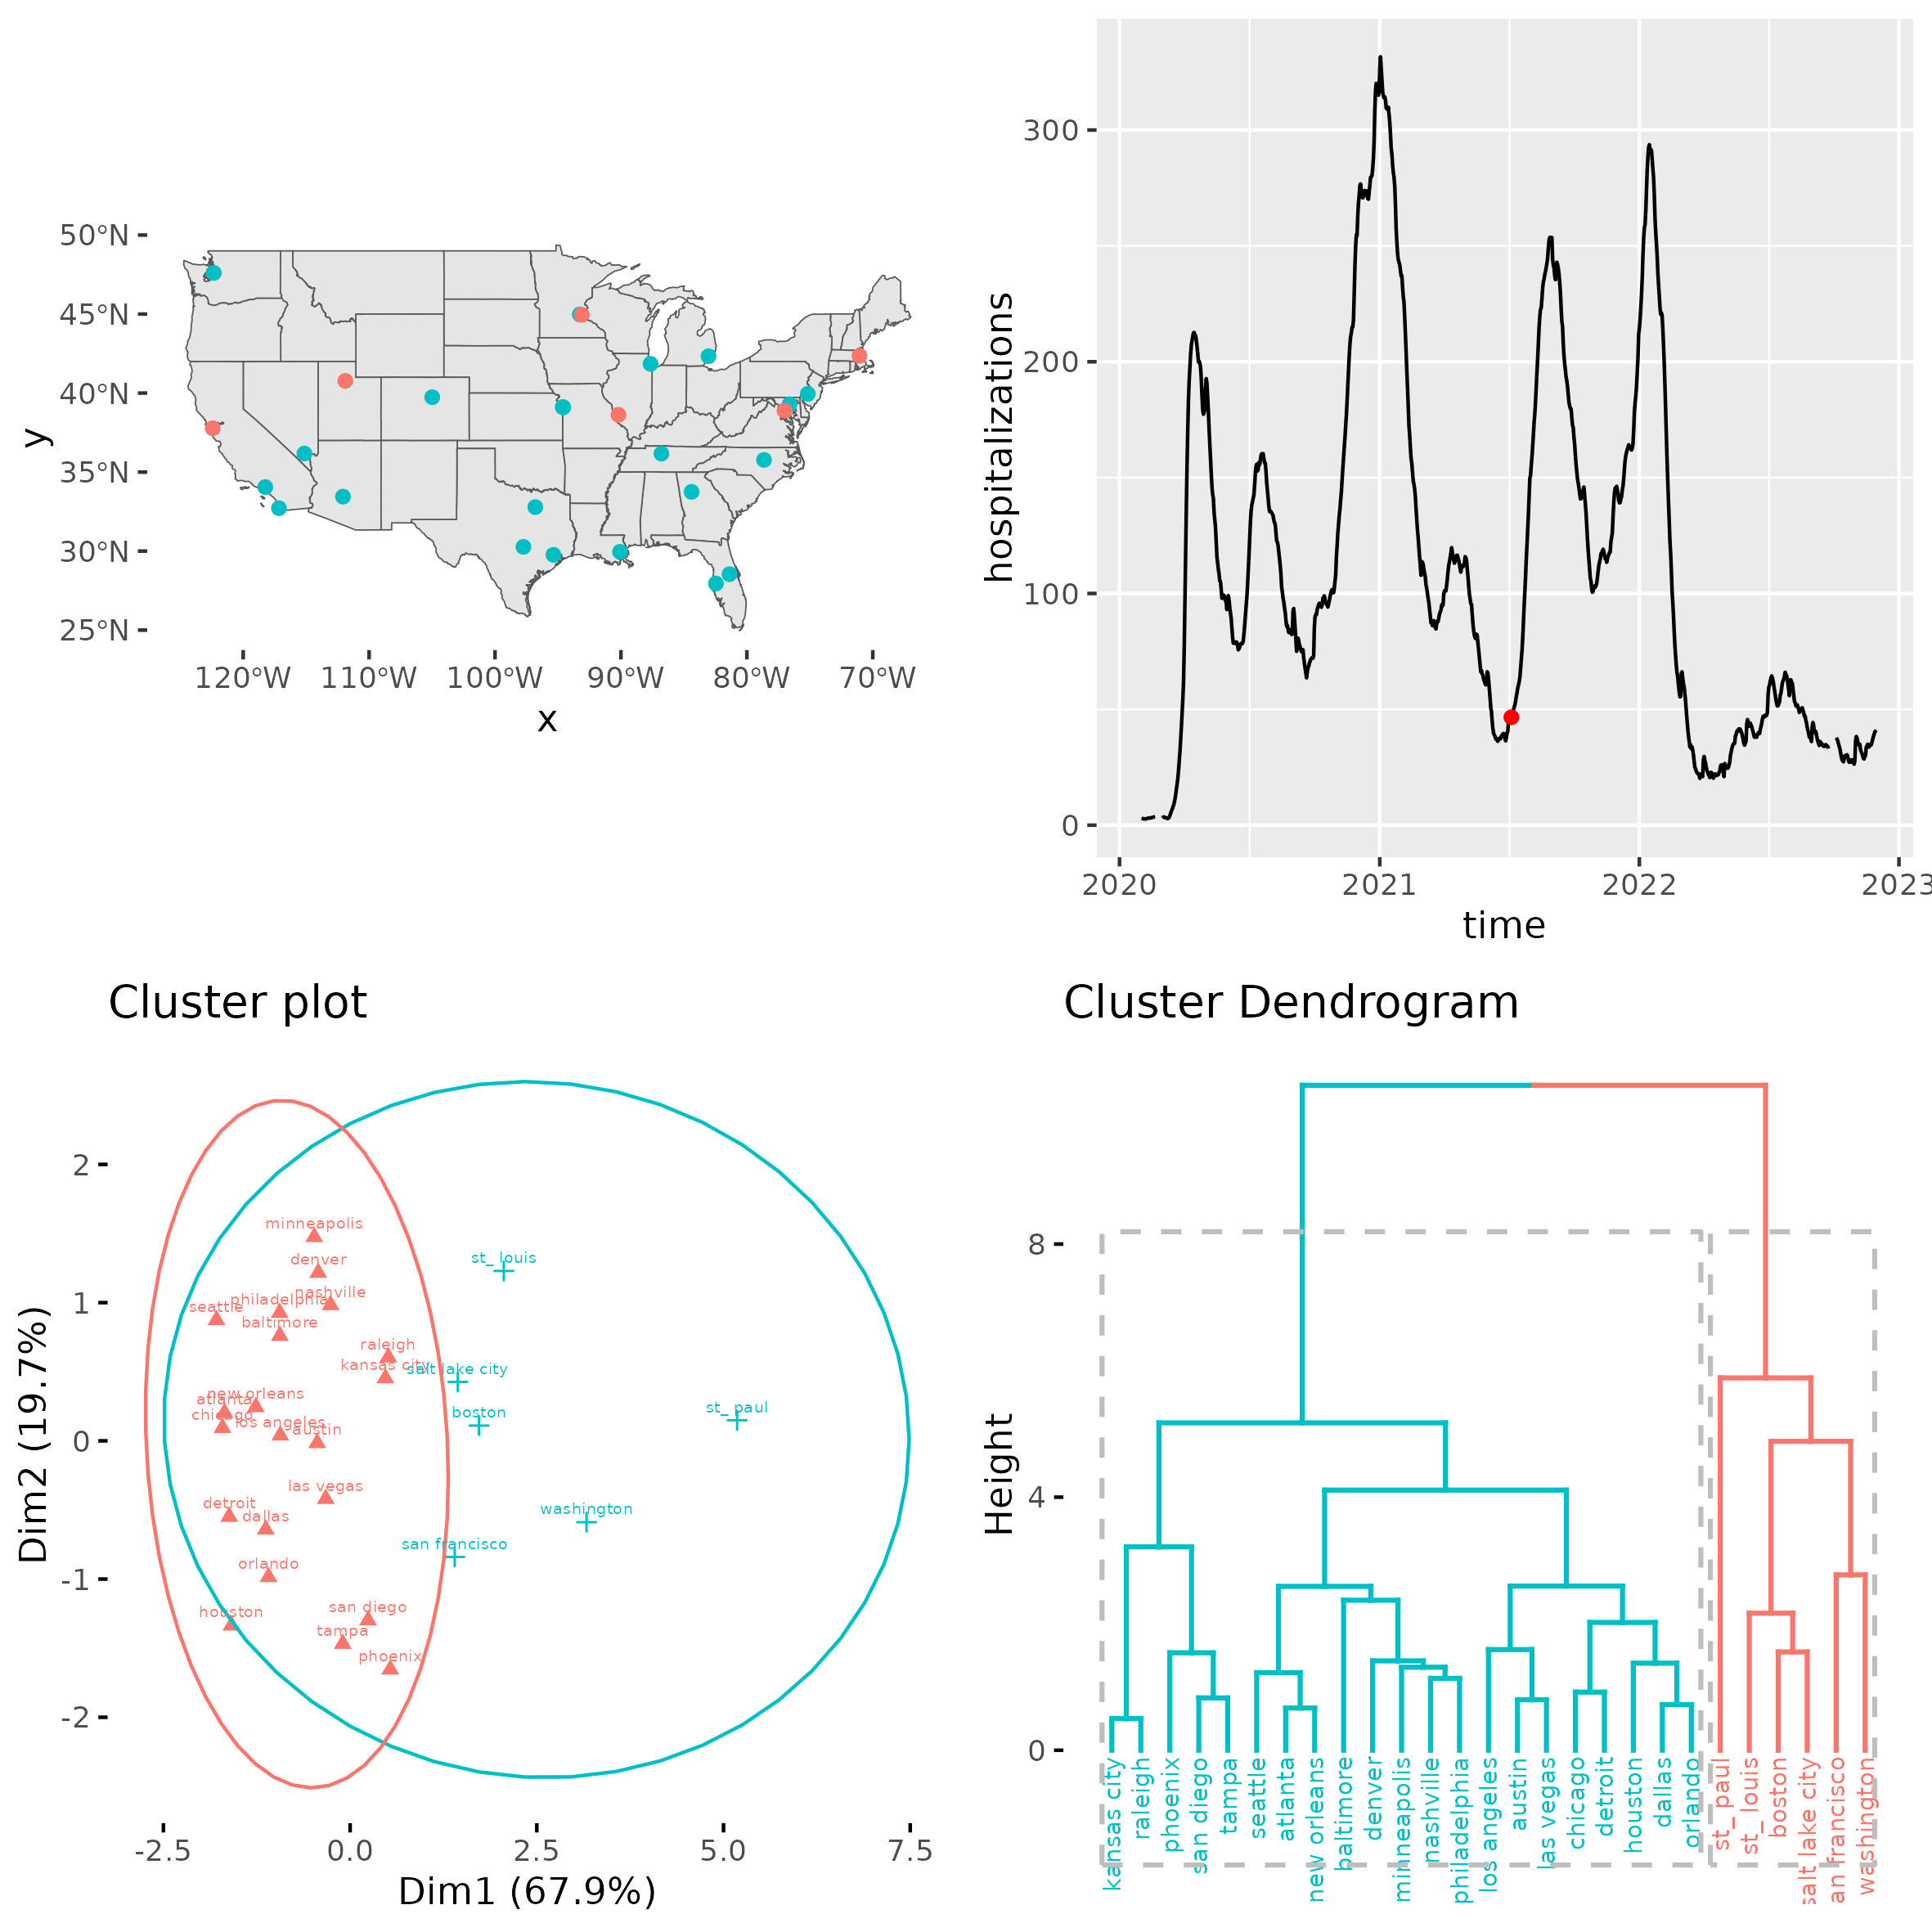 50°N
45°N
40°N
35°N
30°N
25°N
y
120°W 110°W 100°W 90°W 80°W 70°W
x
300
200
100
0
hospitalizations
2020 2021 2022 2023
time
Cluster plot
2
1
0
-1
-2
Dim2 (19.7%)
minneapolis
st_louis
denver
nashville
philadelphia
seattle
baltimore
raleigh
kansas city
salt lake city
new orleans
atlanta
boston
st_paul
chicago
los angeles
austin
las vegas
detroit
washington
dallas
san francisco
orlando
houston
san diego
tampa
phoenix
-2.5 0.0 2.5 5.0 7.5
Dim1 (67.9%)
Cluster Dendrogram
8
4
0
Height
kansas city
raleigh
phoenix
san diego
tampa
seattle
atlanta
new orleans
baltimore
denver
minneapolis
nashville
philadelphia
los angeles
austin
las vegas
chicago
detroit
houston
dallas
orlando
st_paul
st_louis
boston
salt lake city
an francisco
washington